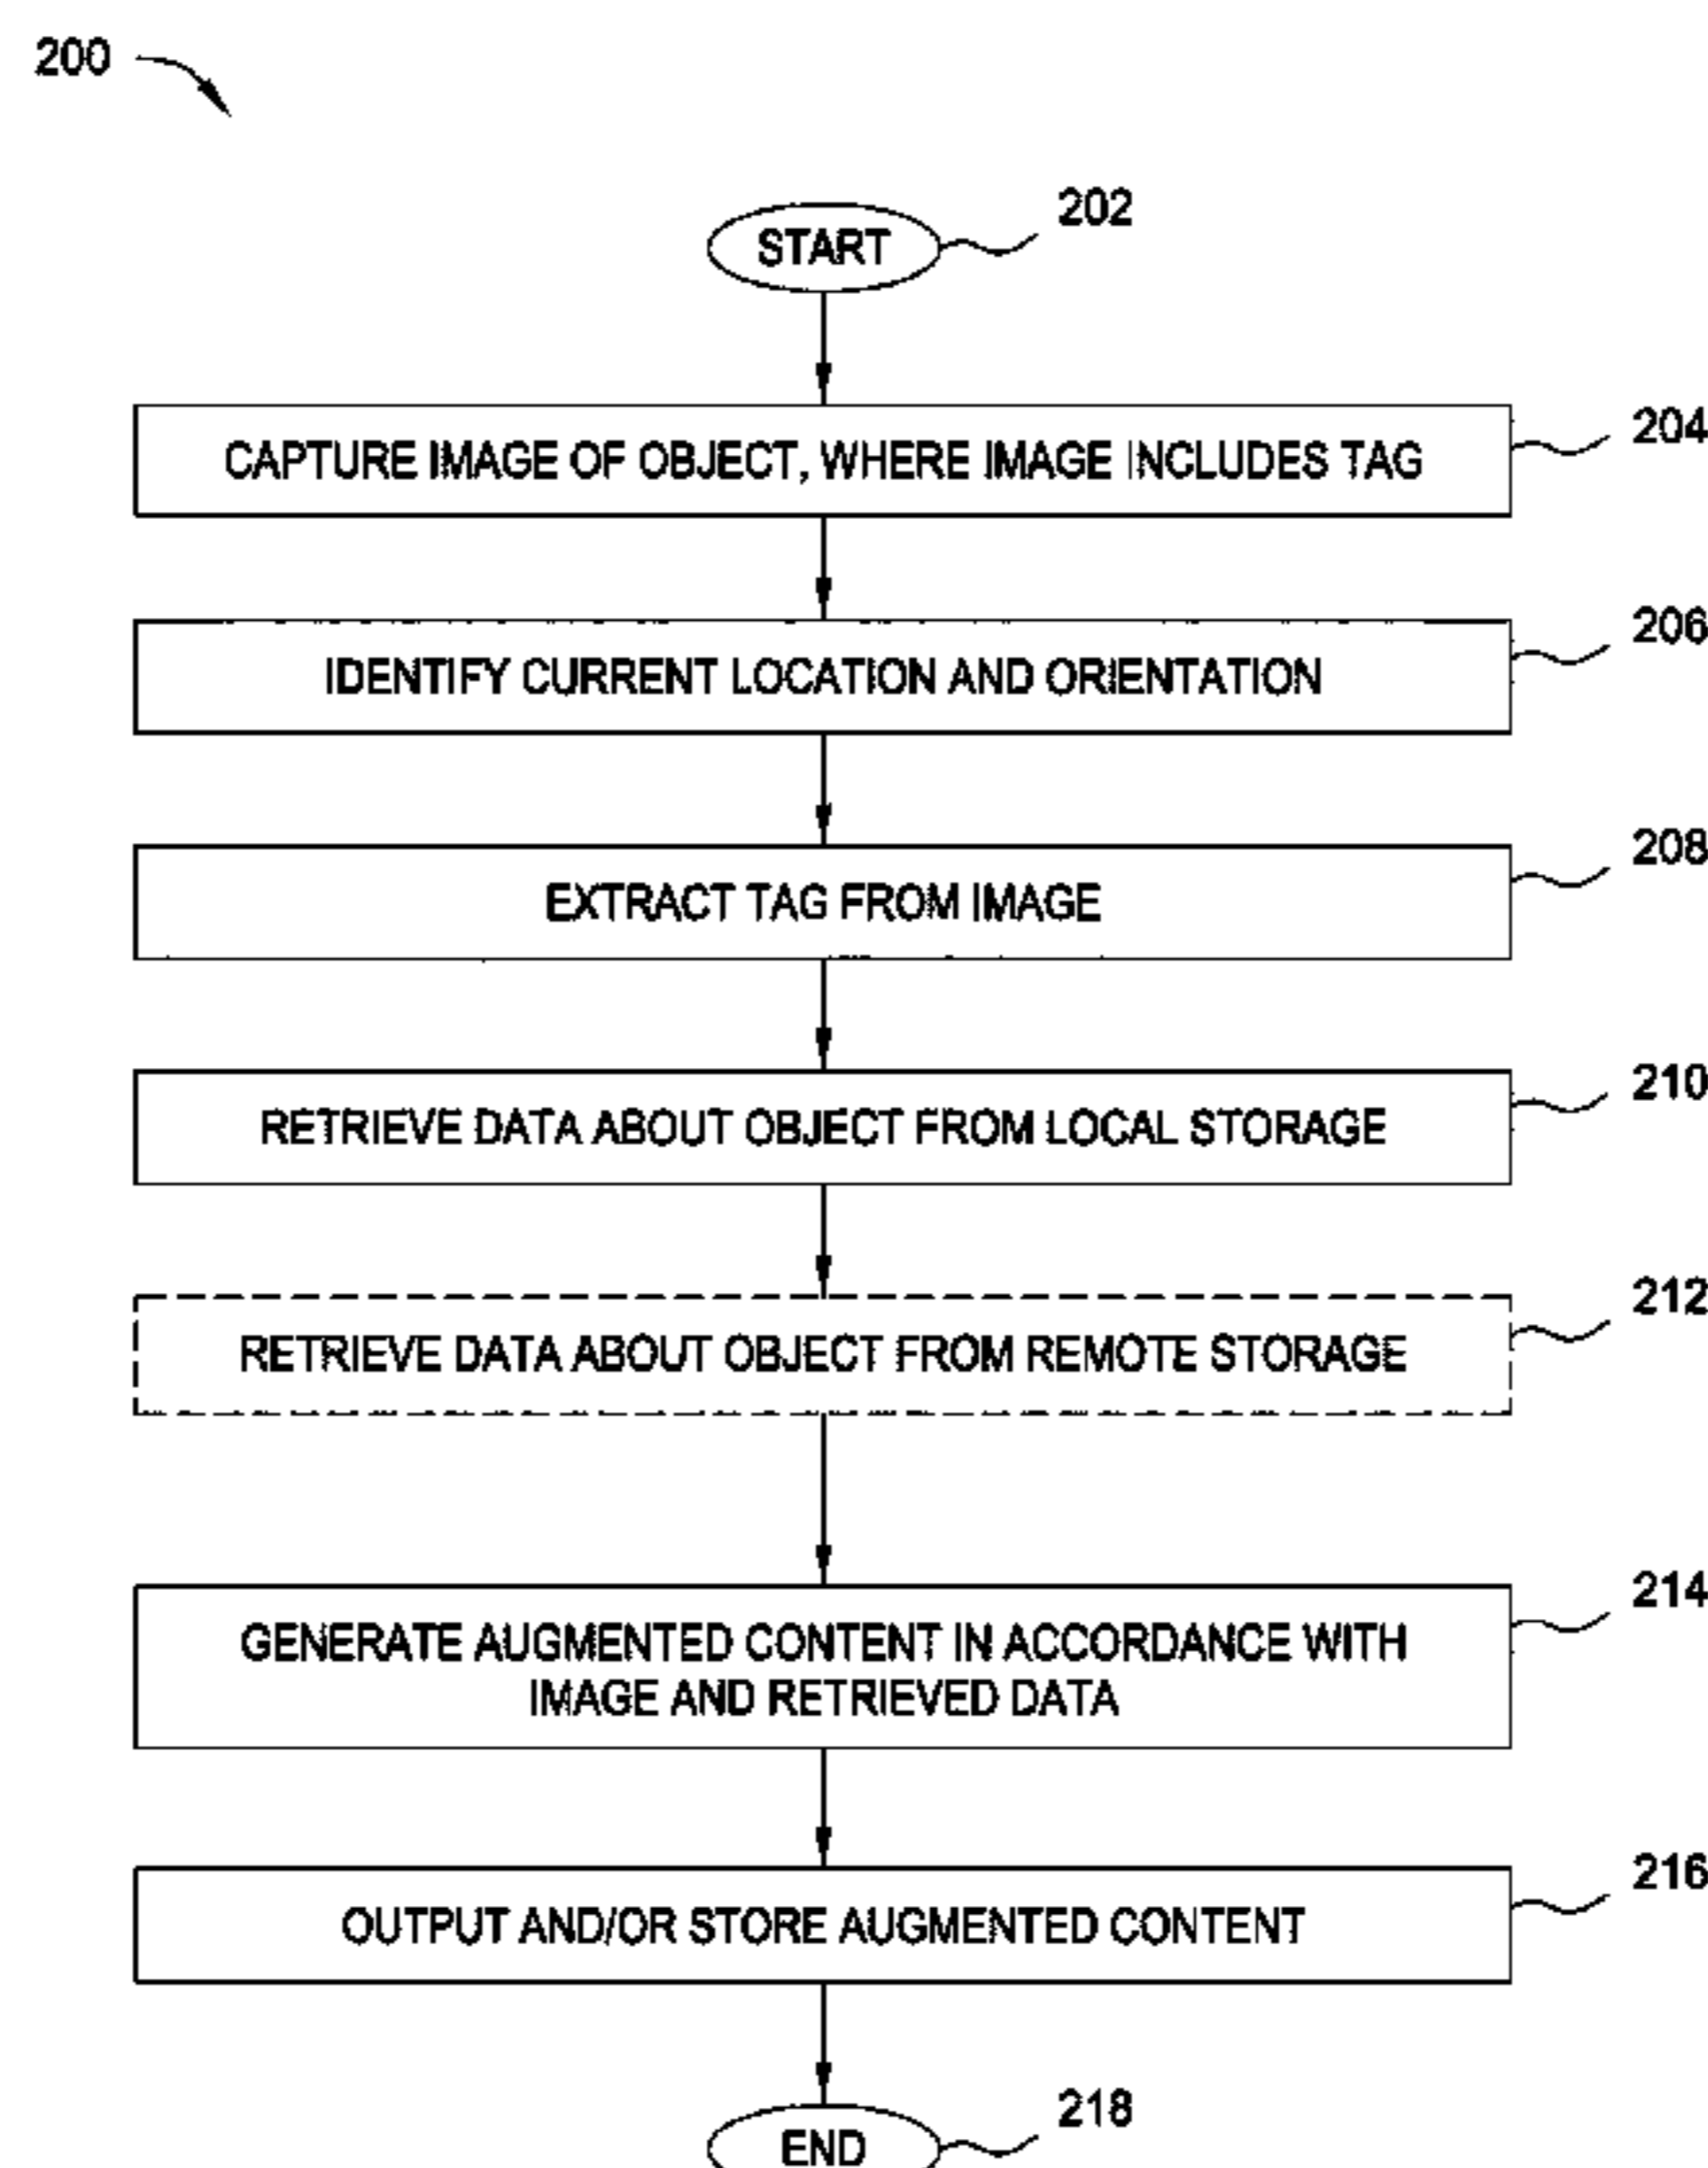 200
202
START
204
CAPTURE IMAGE OF OBJECT, WHERE IMAGE INCLUDES TAG
206
IDENTIFY CURRENT LOCATION AND ORIENTATION
208
EXTRACT TAG FROM IMAGE
210
RETRIEVE DATA ABOUT OBJECT FROM LOCAL STORAGE
212
RETRIEVE DATA ABOUT OBJECT FROM REMOTE STORAGE
214
GENERATE AUGMENTED CONTENT IN ACCORDANCE WITH
IMAGE AND RETRIEVED DATA
216
OUTPUT AND/OR STORE AUGMENTED CONTENT
218
END